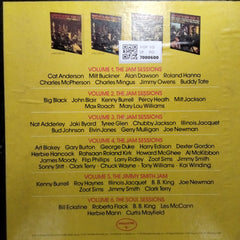 7000600
VOLUME 1, THE JAM SESSIONS
Cat Anderson Milt Buckner Alan Dawson Roland Hanna
Charles McPherson Charles Mingus Jimmy Owens Buddy Tate
VOLUME 2, THE JAM SESSIONS
Big Black John Blair Kenny Burrell Percy Heath Milt Jackson
Max Roach Mary Lou Williams
VOLUME 3, THE JAM SESSIONS
Nat Adderley Jaki Byard Tyree Glen Chubby Jackson Illinois Jacquet
Bud Johnson Elvin Jones Gerry Mulligan Joe Newman
VOLUME 4, THE JAM SESSIONS
Art Blakey Gary Burton George Duke Harry Edison Dexter Gordon
Herbie Hancock Rahsaan Roland Kirk Howard McGhee Al McKibbon
James Moody Flip Phillips Larry Ridley Zoot Sims Jimmy Smith
Sonny Stitt Clark Terry Chuck Wayne Tony Williams Kai Winding
VOLUME 5, THE JIMMY SMITH JAM
Kenny Burrell Roy Haynes Illinois Jacquet B. B. King Joe Newman
Zoot Sims Jimmy Smith Clark Terry
VOLUME 6, THE SOUL SESSIONS
Bill Eckstine Roberta Flack B. B. King Les McCann
Herbie Mann Curtis Mayfield